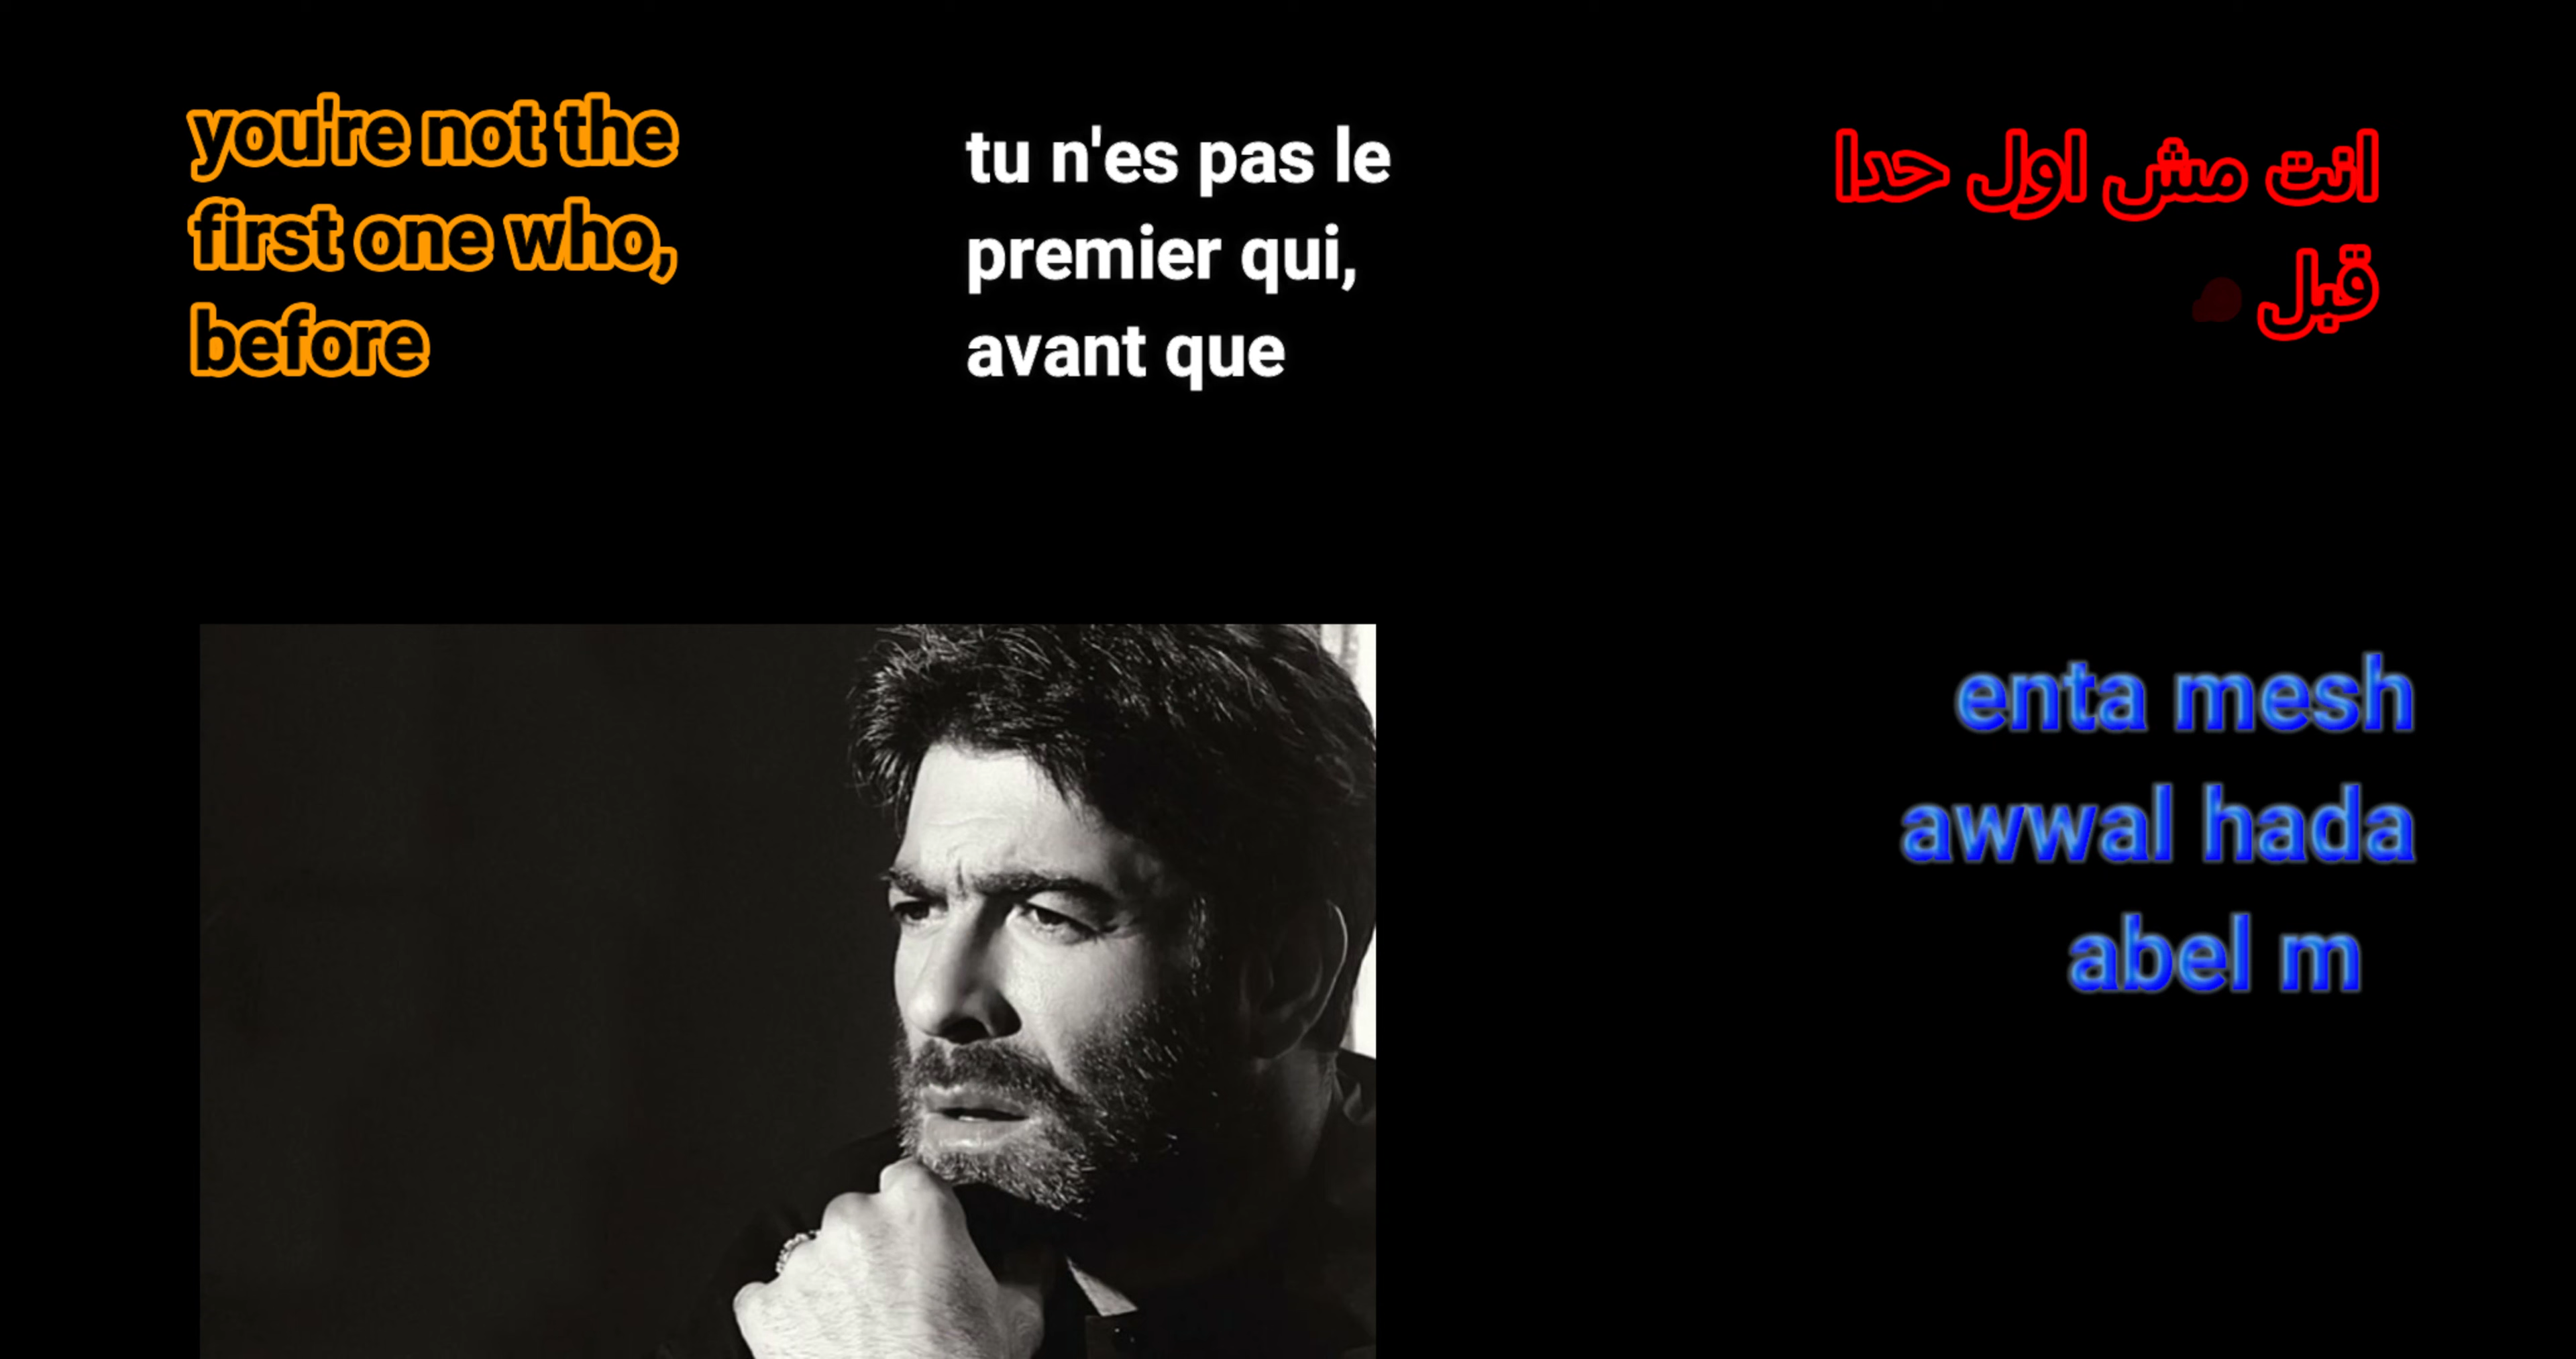 you're not the
first one who,
before
tu n'es pas le
premier qui,
avant que
انت مش اول حدا
قبل
enta mesh
awwal hada
abel m